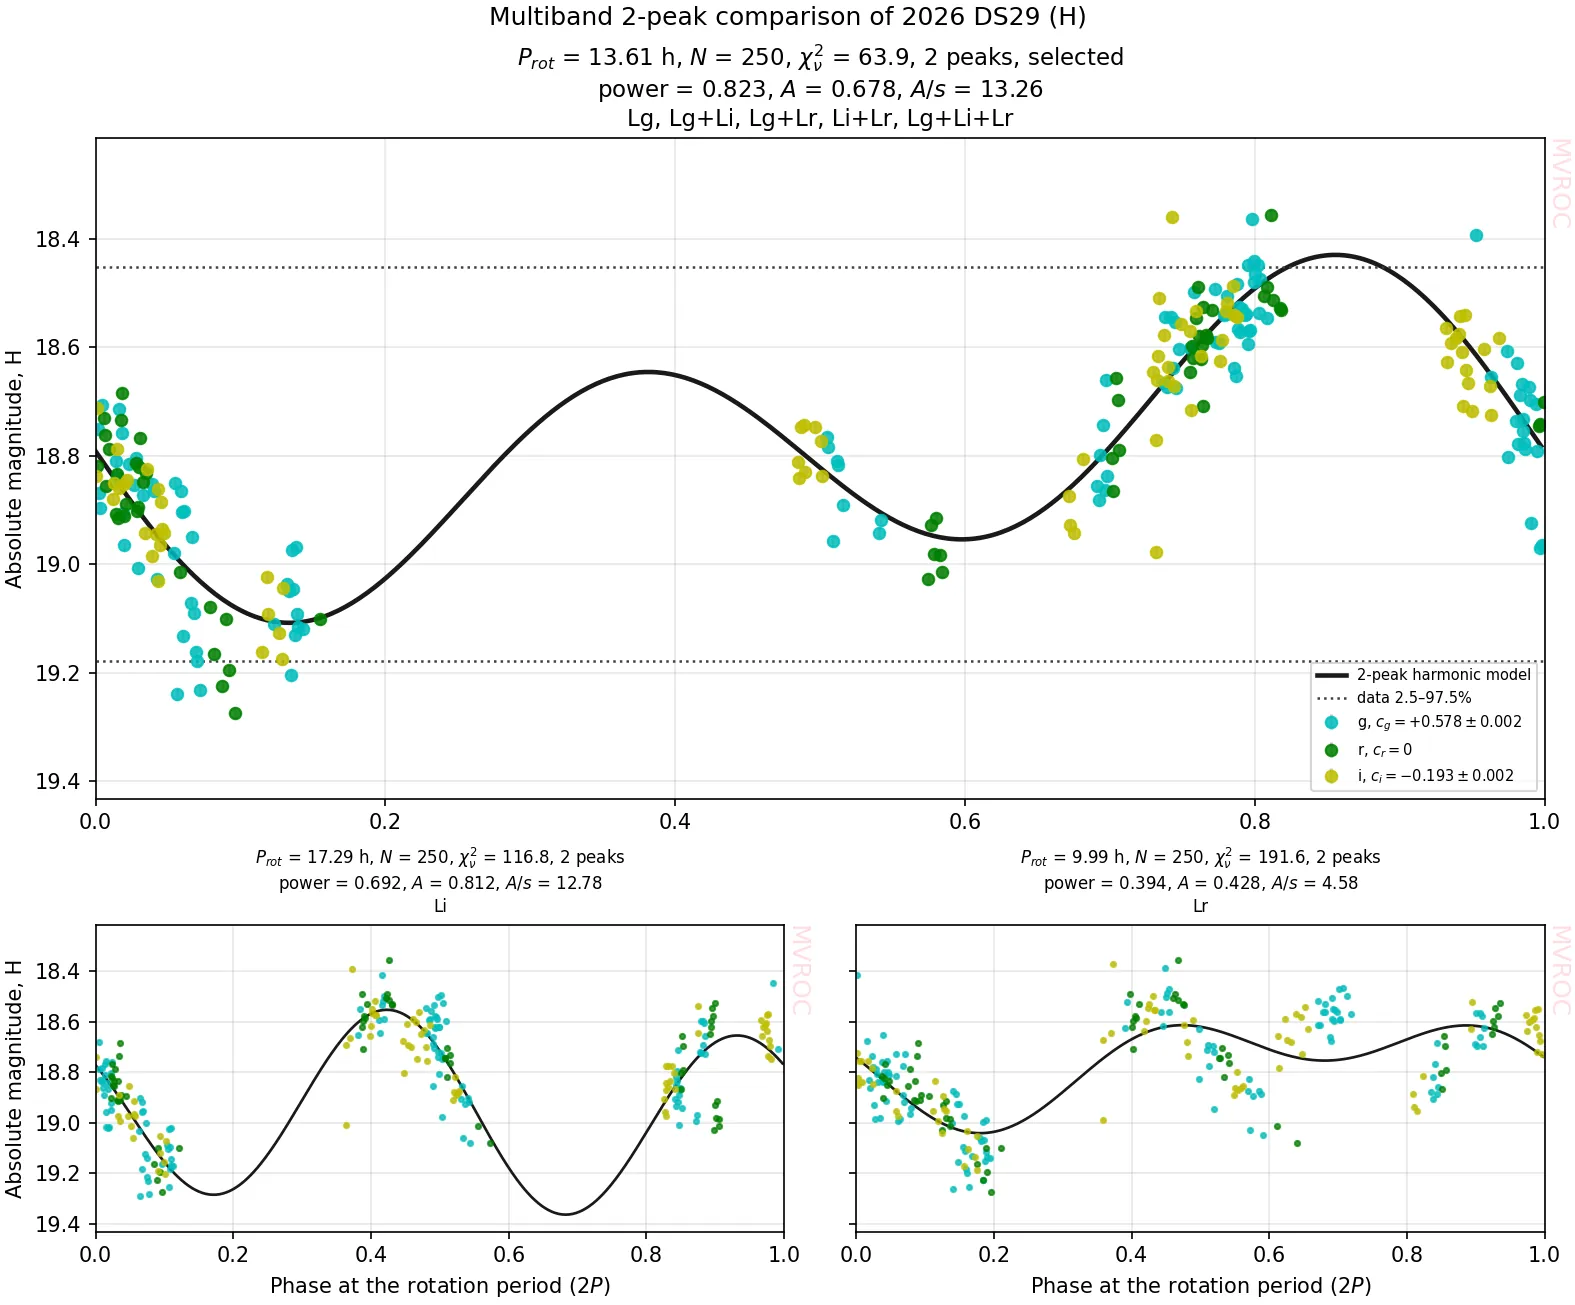 Multiband 2-peak comparison of 2026 DS29 (H)
P_rot = 13.61 h, N = 250, χ²_ν = 63.9, 2 peaks, selected
power = 0.823, A = 0.678, A/s = 13.26
Lg, Lg+Li, Lg+Lr, Li+Lr, Lg+Li+Lr
MVROC
Absolute magnitude, H
18.4
18.6
18.8
19.0
19.2
19.4
2-peak harmonic model
data 2.5–97.5%
g, c_g = +0.578 ± 0.002
r, c_r = 0
i, c_i = −0.193 ± 0.002
0.0 0.2 0.4 0.6 0.8 1.0
P_rot = 17.29 h, N = 250, χ²_ν = 116.8, 2 peaks
power = 0.692, A = 0.812, A/s = 12.78
Li
MVROC
Absolute magnitude, H
18.4
18.6
18.8
19.0
19.2
19.4
0.0 0.2 0.4 0.6 0.8 1.0
Phase at the rotation period (2P)
P_rot = 9.99 h, N = 250, χ²_ν = 191.6, 2 peaks
power = 0.394, A = 0.428, A/s = 4.58
Lr
MVROC
0.0 0.2 0.4 0.6 0.8 1.0
Phase at the rotation period (2P)